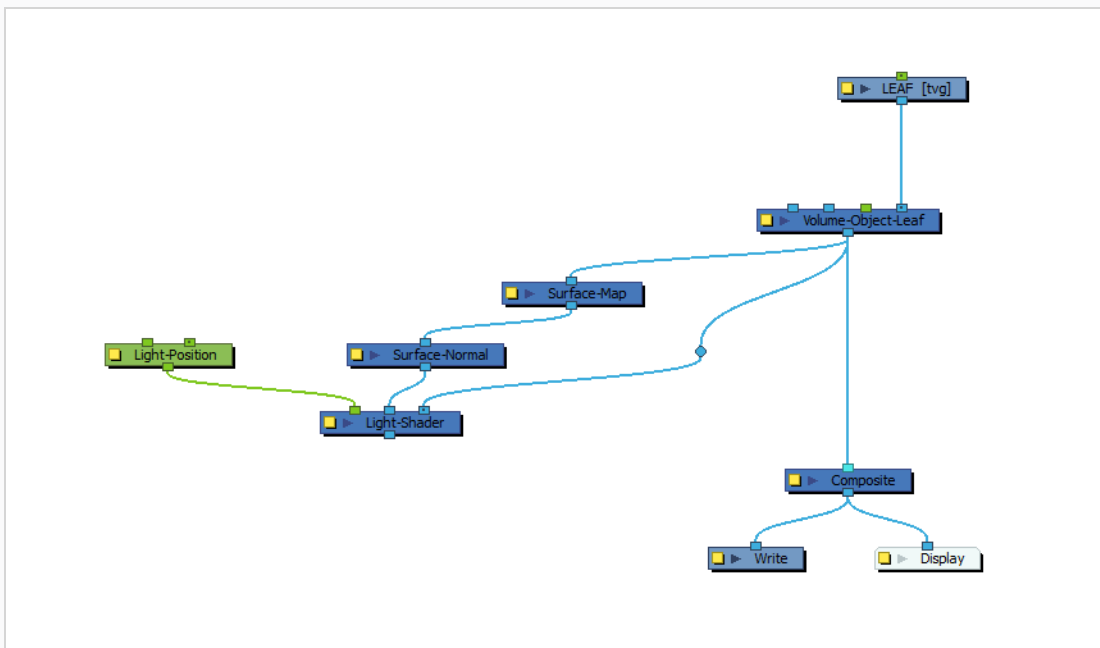 LEAF [tvg]
Volume-Object-Leaf
Surface-Map
Light-Position
Surface-Normal
Light-Shader
Composite
Write
Display